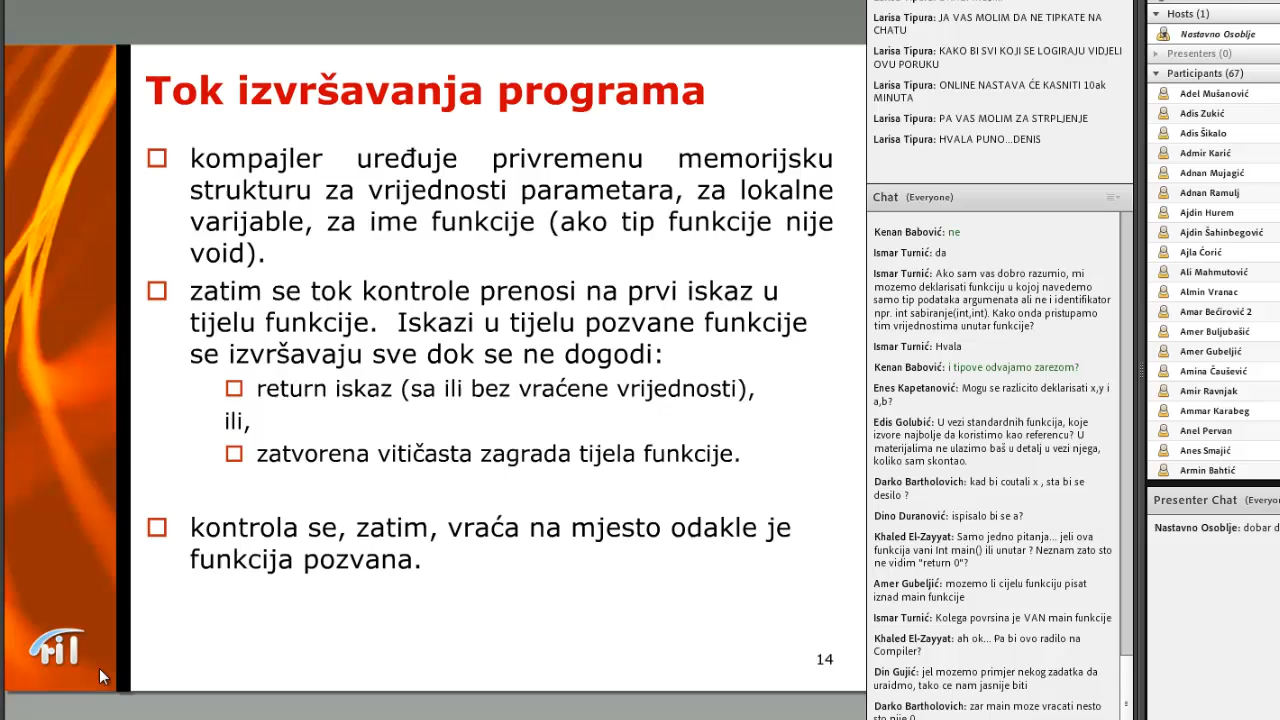 Tok izvršavanja programa
kompajler uređuje privremenu memorijsku
strukturu za vrijednosti parametara, za lokalne
varijable, za ime funkcije (ako tip funkcije nije
void).
zatim se tok kontrole prenosi na prvi iskaz u
tijelu funkcije. Iskazi u tijelu pozvane funkcije
se izvršavaju sve dok se ne dogodi:
return iskaz (sa ili bez vraćene vrijednosti),
ili,
zatvorena vitičasta zagrada tijela funkcije.
kontrola se, zatim, vraća na mjesto odakle je
funkcija pozvana.
ril
14
Larisa Tipura: JA VAS MOLIM DA NE TIPKATE NA
CHATU
Larisa Tipura: KAKO BI SVI KOJI SE LOGIRAJU VIDJELI
OVU PORUKU
Larisa Tipura: ONLINE NASTAVA ĆE KASNITI 10ak
MINUTA
Larisa Tipura: PA VAS MOLIM ZA STRPLJENJE
Larisa Tipura: HVALA PUNO...DENIS
Chat (Everyone)
Kenan Babović: ne
Ismar Turnić: da
Ismar Turnić: Ako sam vas dobro razumio, mi
mozemo deklarisati funkciju u kojoj navedemo
samo tip podataka argumenata ali ne i identifikator
npr. int sabiranje(int,int). Kako onda pristupamo
tim vrijednostima unutar funkcije?
Ismar Turnić: Hvala
Kenan Babović: i tipove odvajamo zarezom?
Enes Kapetanović: Mogu se razlicito deklarisati x,y i
a,b?
Edis Golubić: U vezi standardnih funkcija, koje
izvore najbolje da koristimo kao referencu? U
materijalima ne ulazimo baš u detalj u vezi njega,
koliko sam skontao.
Darko Bartholovich: kad bi coutali x , sta bi se
desilo ?
Dino Duranović: ispisalo bi se a?
Khaled El-Zayyat: Samo jedno pitanja... jeli ova
funkcija vani Int main() ili unutar ? Neznam zato sto
ne vidim "return 0"?
Amer Gubeljić: mozemo li cijelu funkciju pisat
iznad main funkcije
Ismar Turnić: Kolega povrsina je VAN main funkcije
Khaled El-Zayyat: ah ok... Pa bi ovo radilo na
Compiler?
Din Gujić: jel mozemo primjer nekog zadatka da
uraidmo, tako ce nam jasnije biti
Darko Bartholovich: zar main moze vracati nesto
sto nije 0
Hosts (1)
Nastavno Osoblje
Presenters (0)
Participants (67)
Adel Mušanović
Adis Zukić
Adis Šikalo
Admir Karić
Adnan Mujagić
Adnan Ramulj
Ajdin Hurem
Ajdin Šahinbegović
Ajla Ćorić
Ali Mahmutović
Almin Vranac
Amar Bećirović 2
Amer Buljubašić
Amer Gubeljić
Amina Čaušević
Amir Ravnjak
Ammar Karabeg
Anel Pervan
Anes Smajić
Armin Bahtić
Presenter Chat (Everyon
Nastavno Osoblje: dobar d